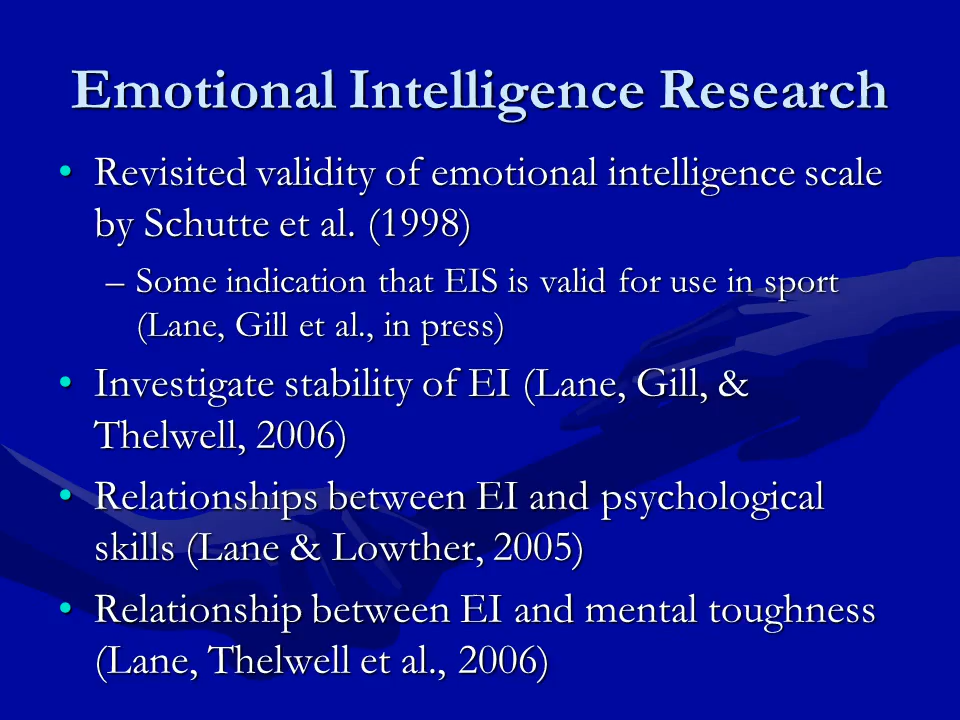 Emotional Intelligence Research
• Revisited validity of emotional intelligence scale
by Schutte et al. (1998)
– Some indication that EIS is valid for use in sport
(Lane, Gill et al., in press)
• Investigate stability of EI (Lane, Gill, &
Thelwell, 2006)
• Relationships between EI and psychological
skills (Lane & Lowther, 2005)
• Relationship between EI and mental toughness
(Lane, Thelwell et al., 2006)